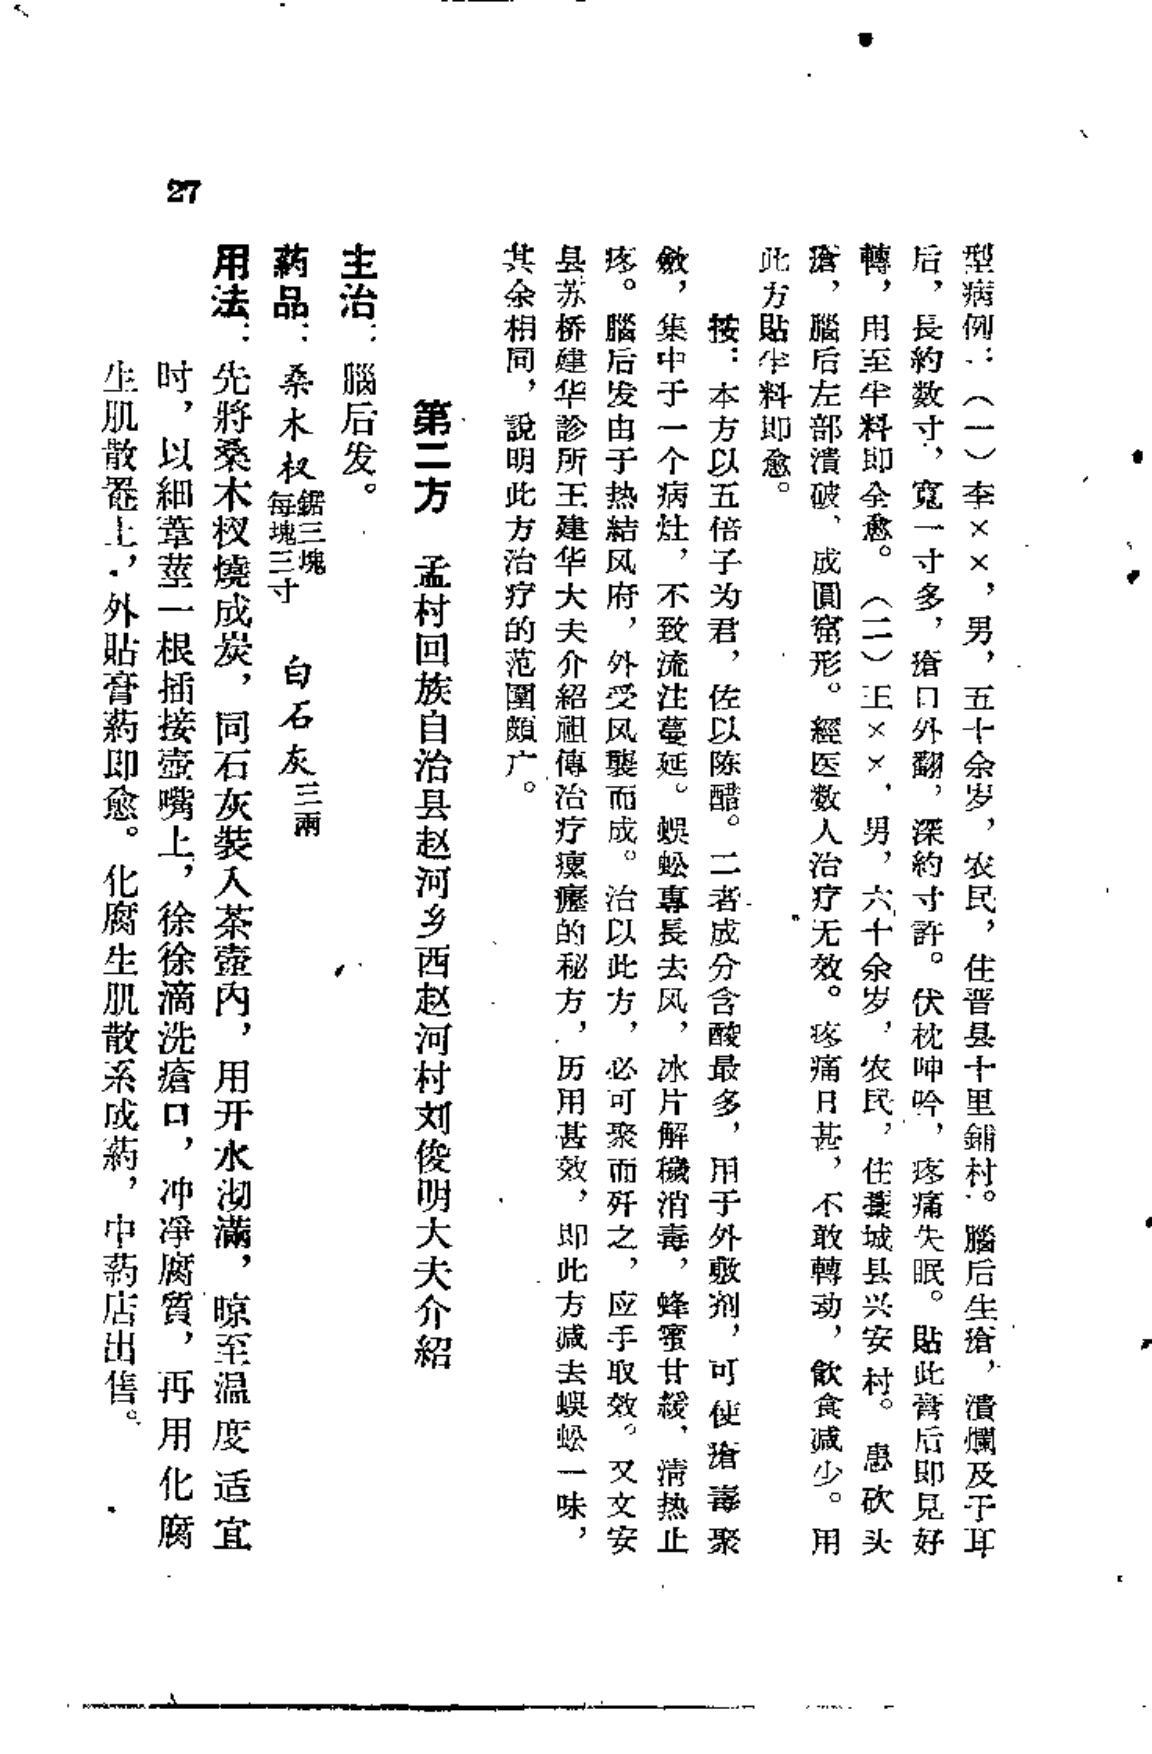 型病例：（一）李××，男，五十余岁，农民，住晋县十里鋪村。腦后生瘡，潰爛及于耳
后，長約数寸，寬一寸多，瘡口外翻，深約寸許。伏枕呻吟，疼痛失眠。貼此膏后即見好
轉，用至半料即全愈。（二）王××，男，六十余岁，农民，住藁城县兴安村。患砍头
瘡，腦后左部潰破，成圓窩形。經医数人治疗无效。疼痛日甚，不敢轉动，飲食减少。用
此方貼半料即愈。
按：本方以五倍子为君，佐以陈醋。二者成分含酸最多，用于外敷剂，可使瘡毒聚
斂，集中于一个病灶，不致流注蔓延。蜈蚣專長去风，冰片解穢消毒，蜂蜜甘緩，清热止
疼。腦后发由于热結风府，外受风襲而成。治以此方，必可聚而歼之，应手取效。又文安
县苏桥建华診所王建华大夫介紹祖傳治疗瘰癧的秘方，历用甚效，即此方减去蜈蚣一味，
其余相同，說明此方治疗的范圍頗广。
第二方　孟村回族自治县赵河乡西赵河村刘俊明大夫介紹
主治：腦后发。
葯品：桑木杈鋸三塊每塊三寸　白石灰三兩
用法：先將桑木杈燒成炭，同石灰裝入茶壺內，用开水沏滿，晾至温度适宜
时，以細葦莖一根插接壺嘴上，徐徐滴洗瘡口，冲淨腐質，再用化腐
生肌散蓋上，外貼膏葯即愈。化腐生肌散系成葯，中葯店出售。
27